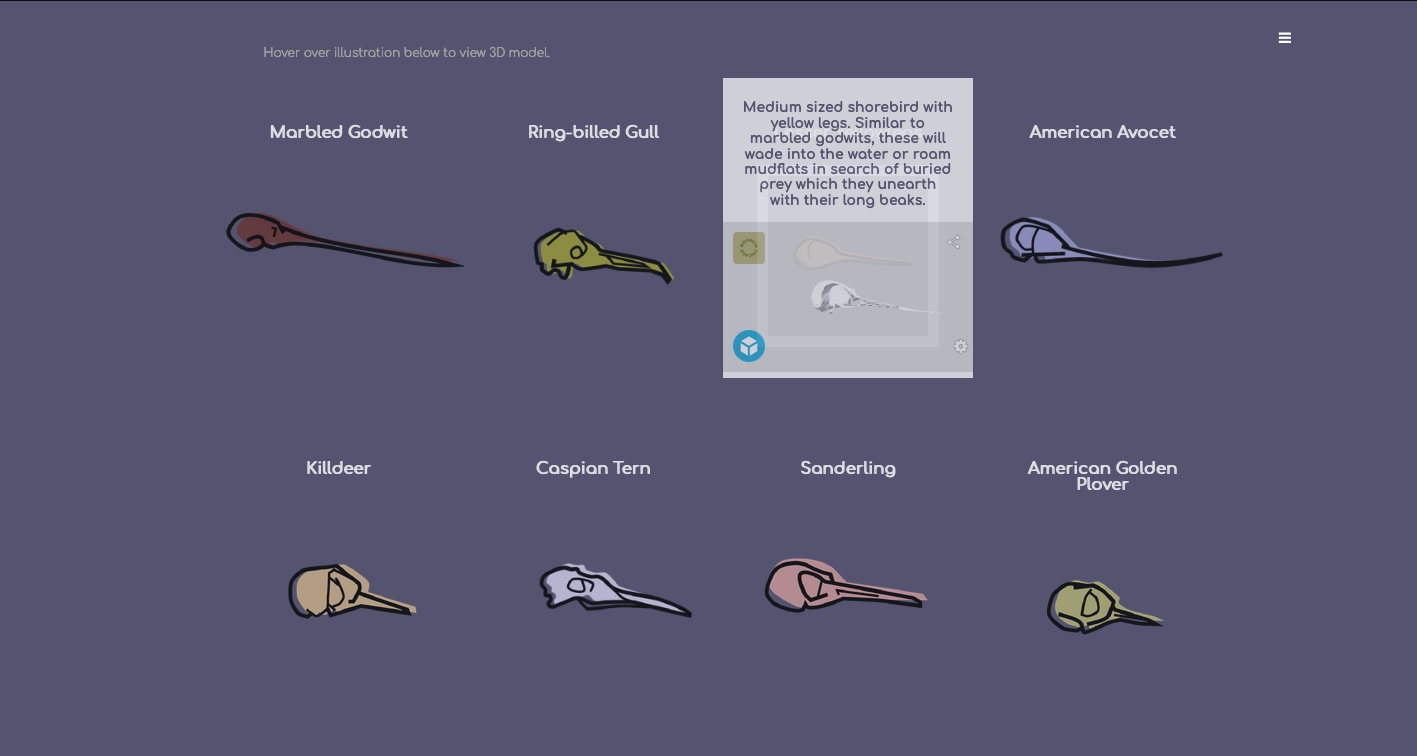 Hover over illustration below to view 3D model.
Marbled Godwit
Ring-billed Gull
Medium sized shorebird with
yellow legs. Similar to
marbled godwits, these will
wade into the water or roam
mudflats in search of buried
prey which they unearth
with their long beaks.
American Avocet
Killdeer
Caspian Tern
Sanderling
American Golden
Plover